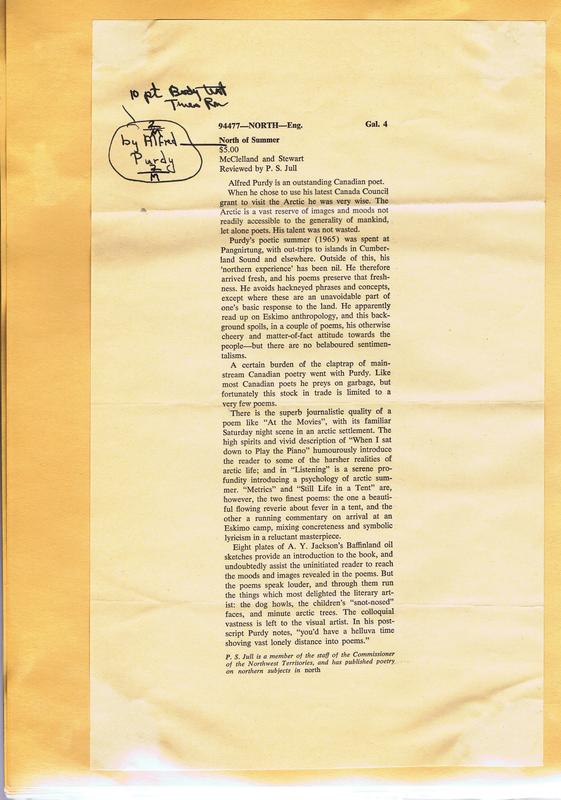 10 pt Body text
Times Rom
2
M
by Alfred
Purdy
2
M
94477—NORTH—Eng. Gal. 4
North of Summer
$5.00
McClelland and Stewart
Reviewed by P. S. Jull
Alfred Purdy is an outstanding Canadian poet.
When he chose to use his latest Canada Council
grant to visit the Arctic he was very wise. The
Arctic is a vast reserve of images and moods not
readily accessible to the generality of mankind,
let alone poets. His talent was not wasted.
Purdy's poetic summer (1965) was spent at
Pangnirtung, with out-trips to islands in Cumber-
land Sound and elsewhere. Outside of this, his
'northern experience' has been nil. He therefore
arrived fresh, and his poems preserve that fresh-
ness. He avoids hackneyed phrases and concepts,
except where these are an unavoidable part of
one's basic response to the land. He apparently
read up on Eskimo anthropology, and this back-
ground spoils, in a couple of poems, his otherwise
cheery and matter-of-fact attitude towards the
people—but there are no belaboured sentimen-
talisms.
A certain burden of the claptrap of main-
stream Canadian poetry went with Purdy. Like
most Canadian poets he preys on garbage, but
fortunately this stock in trade is limited to a
very few poems.
There is the superb journalistic quality of a
poem like "At the Movies", with its familiar
Saturday night scene in an arctic setting. The
high spirits and vivid description of "When I sat
down to Play the Piano" humourously introduce
the reader to some of the harsher realities of
arctic life; and in "Listening" is a serene pro-
fundity introducing a psychology of arctic sum-
mer. "Metrics" and "Still Life in a Tent" are,
however, the two finest poems: the one a beauti-
ful flowing reverie about fever in a tent, and the
other a running commentary on arrival at an
Eskimo camp, mixing concreteness and symbolic
lyricism in a reluctant masterpiece.
Eight plates of A. Y. Jackson's Baffinland oil
sketches provide an introduction to the book, and
undoubtedly assist the uninitiated reader to reach
the moods and images revealed in the poems. But
the poems speak louder, and through them run
the things which most delighted the literary art-
ist: the dog howls, the children's "snot-nosed"
faces, and minute arctic trees. The colloquial
vastness is left to the visual artist. In his post-
script Purdy notes, "you'd have a helluva time
shoving vast lonely distance into poems."
P. S. Jull is a member of the staff of the Commissioner
of the Northwest Territories, and has published poetry
on northern subjects in north